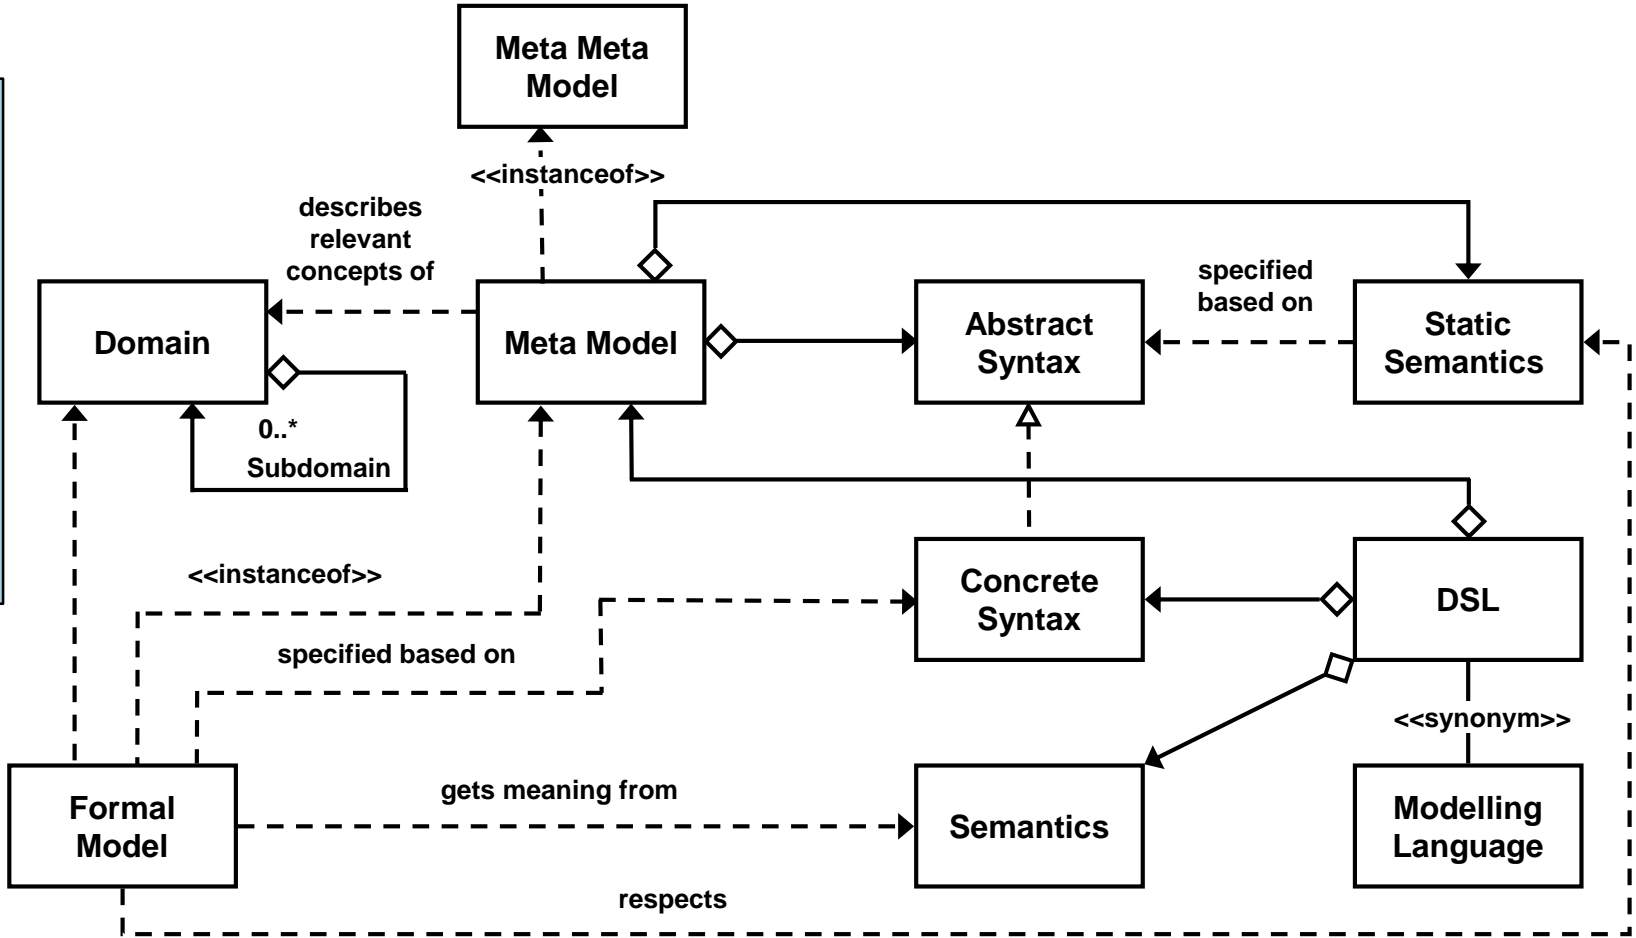 Meta Meta
Model
<<instanceof>>
describes
relevant
concepts of
specified
based on
Domain
Meta Model
Abstract
Syntax
Static
Semantics
0..*
Subdomain
<<instanceof>>
Concrete
Syntax
DSL
specified based on
<<synonym>>
gets meaning from
Formal
Model
Semantics
Modelling
Language
respects